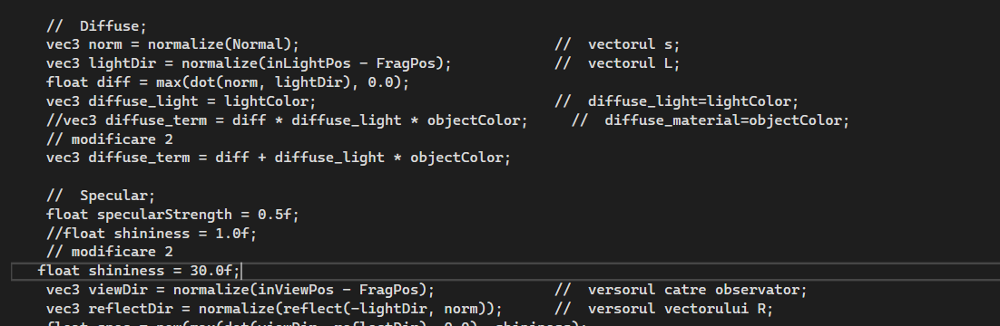 //  Diffuse;
vec3 norm = normalize(Normal);                              //  vectorul s;
vec3 lightDir = normalize(inLightPos - FragPos);            //  vectorul L;
float diff = max(dot(norm, lightDir), 0.0);
vec3 diffuse_light = lightColor;                            //  diffuse_light=lightColor;
//vec3 diffuse_term = diff * diffuse_light * objectColor;     //  diffuse_material=objectColor;
// modificare 2
vec3 diffuse_term = diff + diffuse_light * objectColor;
//  Specular;
float specularStrength = 0.5f;
//float shininess = 1.0f;
// modificare 2
float shininess = 30.0f;
vec3 viewDir = normalize(inViewPos - FragPos);              //  versorul catre observator;
vec3 reflectDir = normalize(reflect(-lightDir, norm));      //  versorul vectorului R;
float spec = pow(max(dot(viewDir, reflectDir), 0.0), shininess);